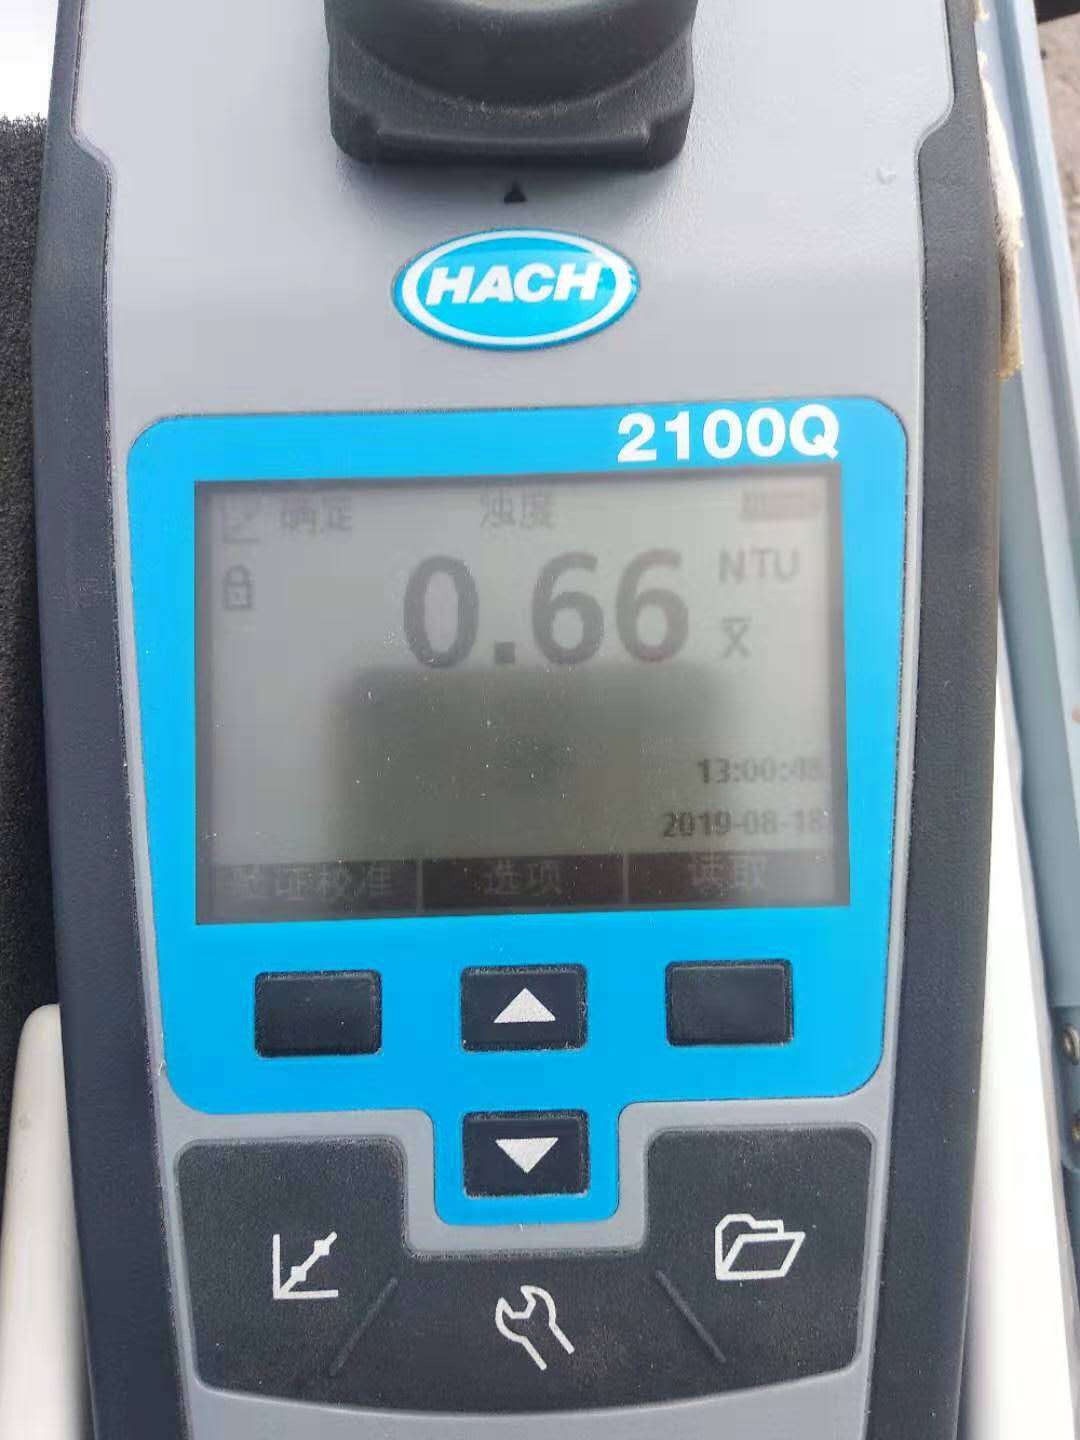 HACH
2100Q
确定 浊度
0.66 NTU
x̅
13:00:48
2019-08-18
验证校准 选项 读取